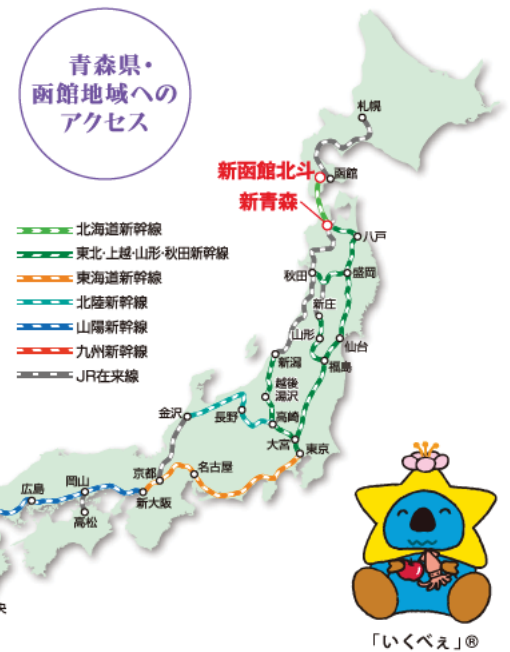 青森県・
函館地域への
アクセス
札幌
新函館北斗
函館
新青森
八戸
北海道新幹線
東北・上越・山形・秋田新幹線
東海道新幹線
北陸新幹線
山陽新幹線
九州新幹線
JR在来線
秋田
盛岡
新庄
山形
仙台
新潟
福島
越後
湯沢
金沢
長野
高崎
大宮
東京
京都
名古屋
広島
岡山
新大阪
高松
央
「いくべぇ」®